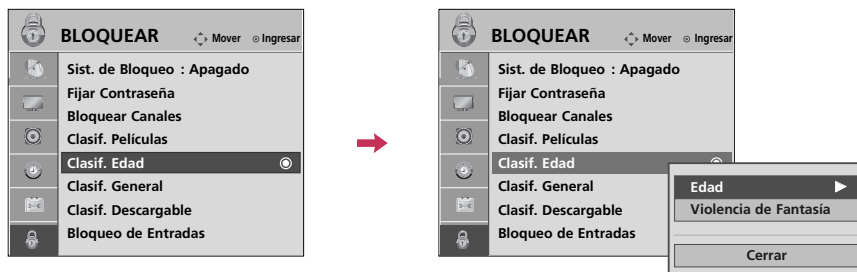 BLOQUEAR
Mover
Ingresar
Sist. de Bloqueo : Apagado
Fijar Contraseña
Bloquear Canales
Clasif. Películas
Clasif. Edad
Clasif. General
Clasif. Descargable
Bloqueo de Entradas
BLOQUEAR
Mover
Ingresar
Sist. de Bloqueo : Apagado
Fijar Contraseña
Bloquear Canales
Clasif. Películas
Clasif. Edad
Clasif. General
Clasif. Descargable
Bloqueo de Entradas
Edad
Violencia de Fantasía
Cerrar